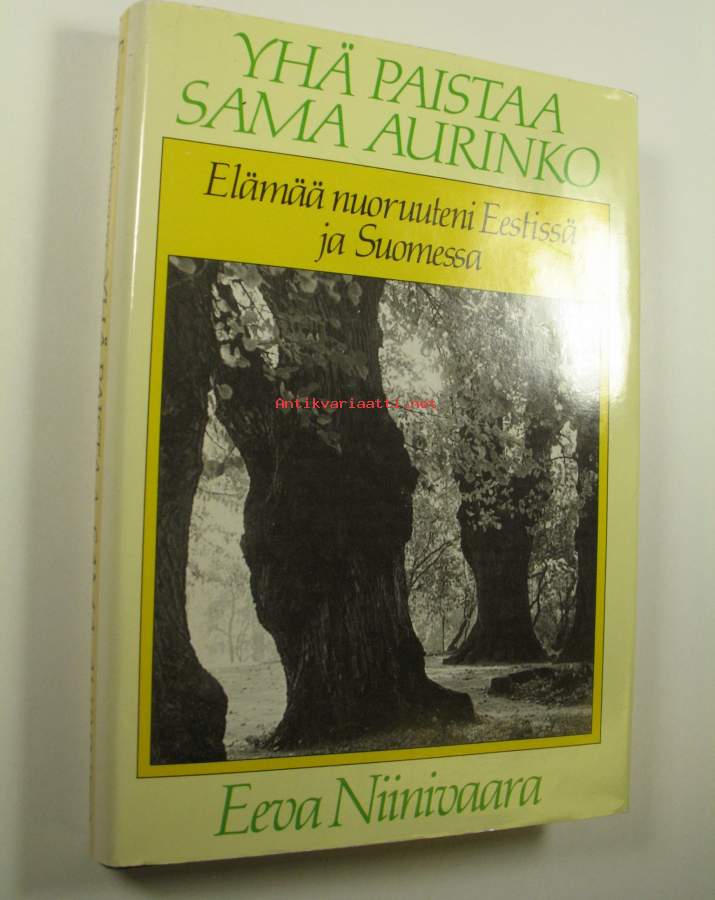 YHÄ PAISTAA
SAMA AURINKO
Elämää nuoruuteni Eestissä
ja Suomessa
Antikvariaatti.net
Eeva Niinivaara